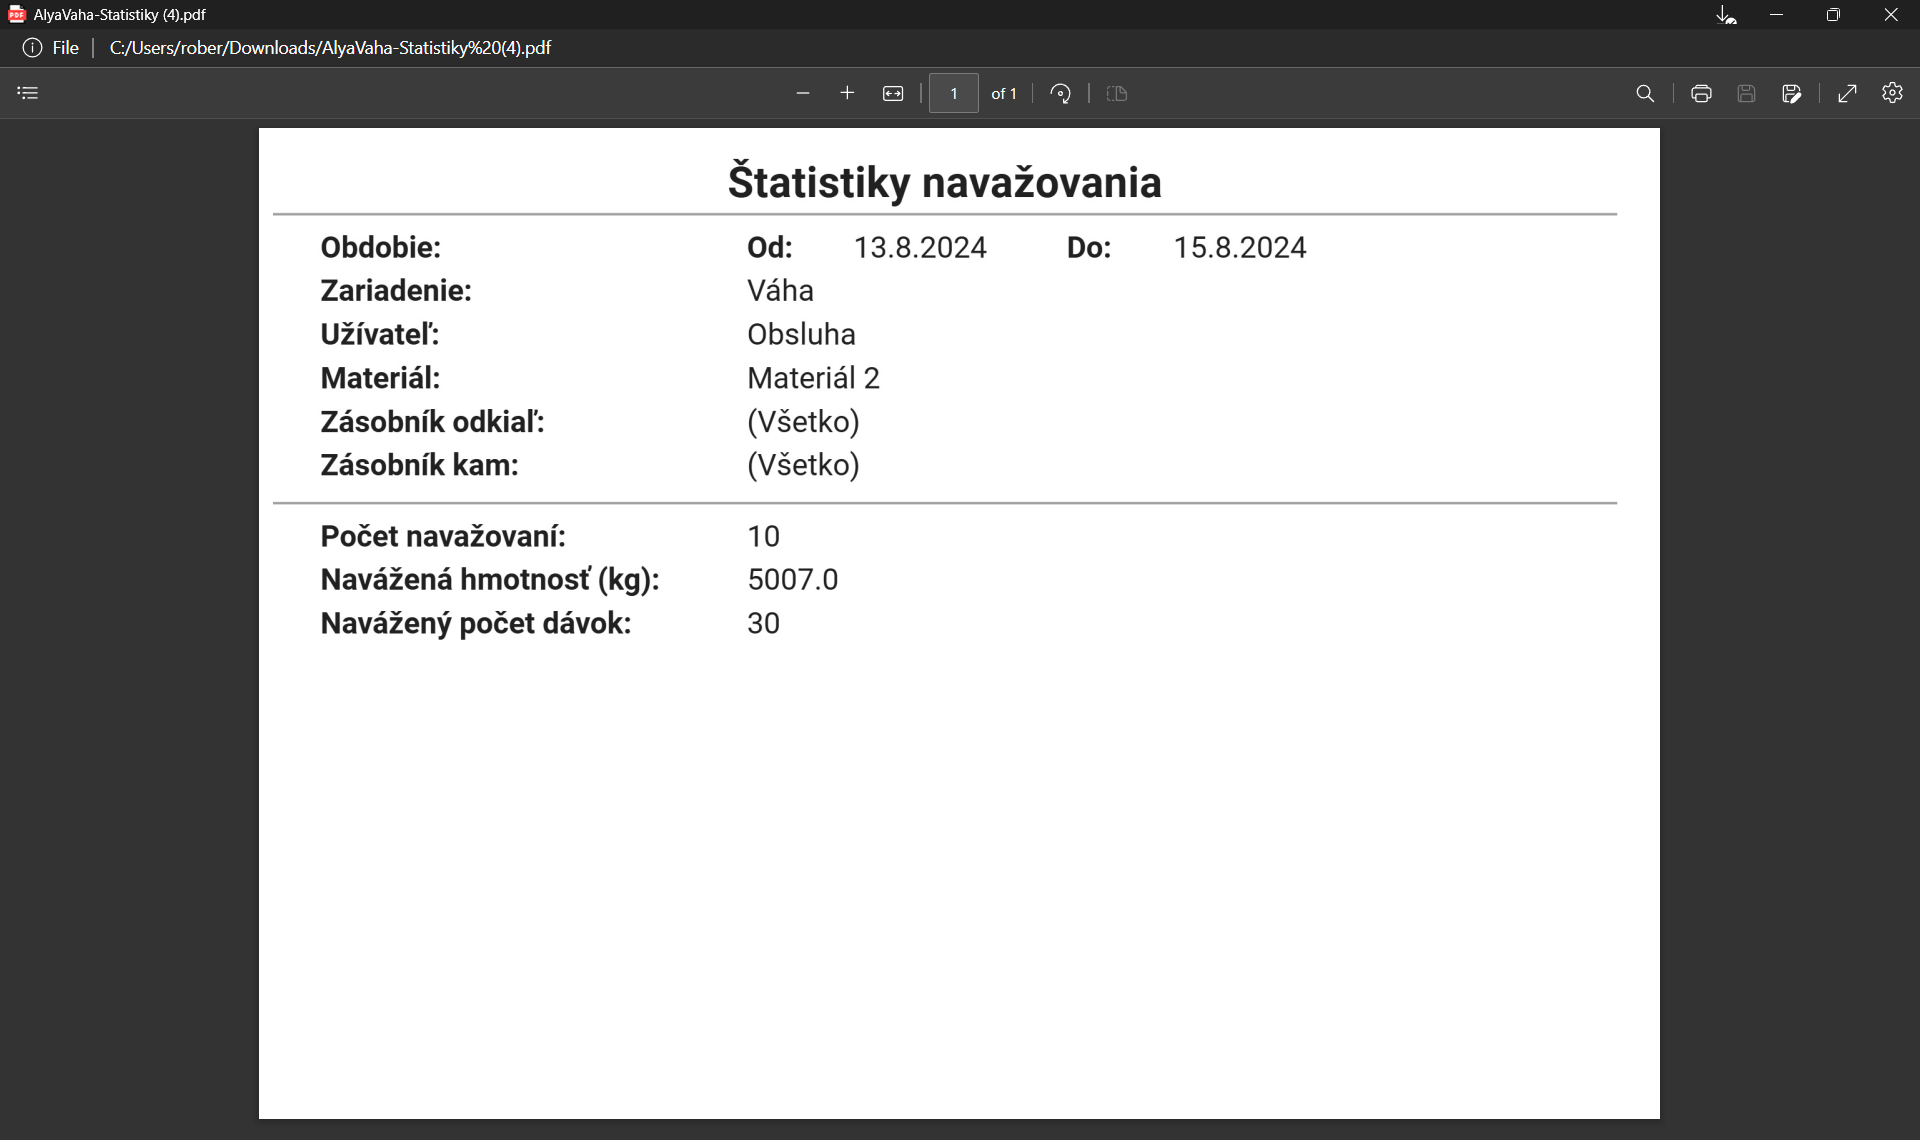 AlyaVaha-Statistiky (4).pdf
File C:/Users/rober/Downloads/AlyaVaha-Statistiky%20(4).pdf
1 of 1
Štatistiky navažovania
Obdobie: Od: 13.8.2024 Do: 15.8.2024
Zariadenie: Váha
Užívateľ: Obsluha
Materiál: Materiál 2
Zásobník odkiaľ: (Všetko)
Zásobník kam: (Všetko)
Počet navažovaní: 10
Navážená hmotnosť (kg): 5007.0
Navážený počet dávok: 30